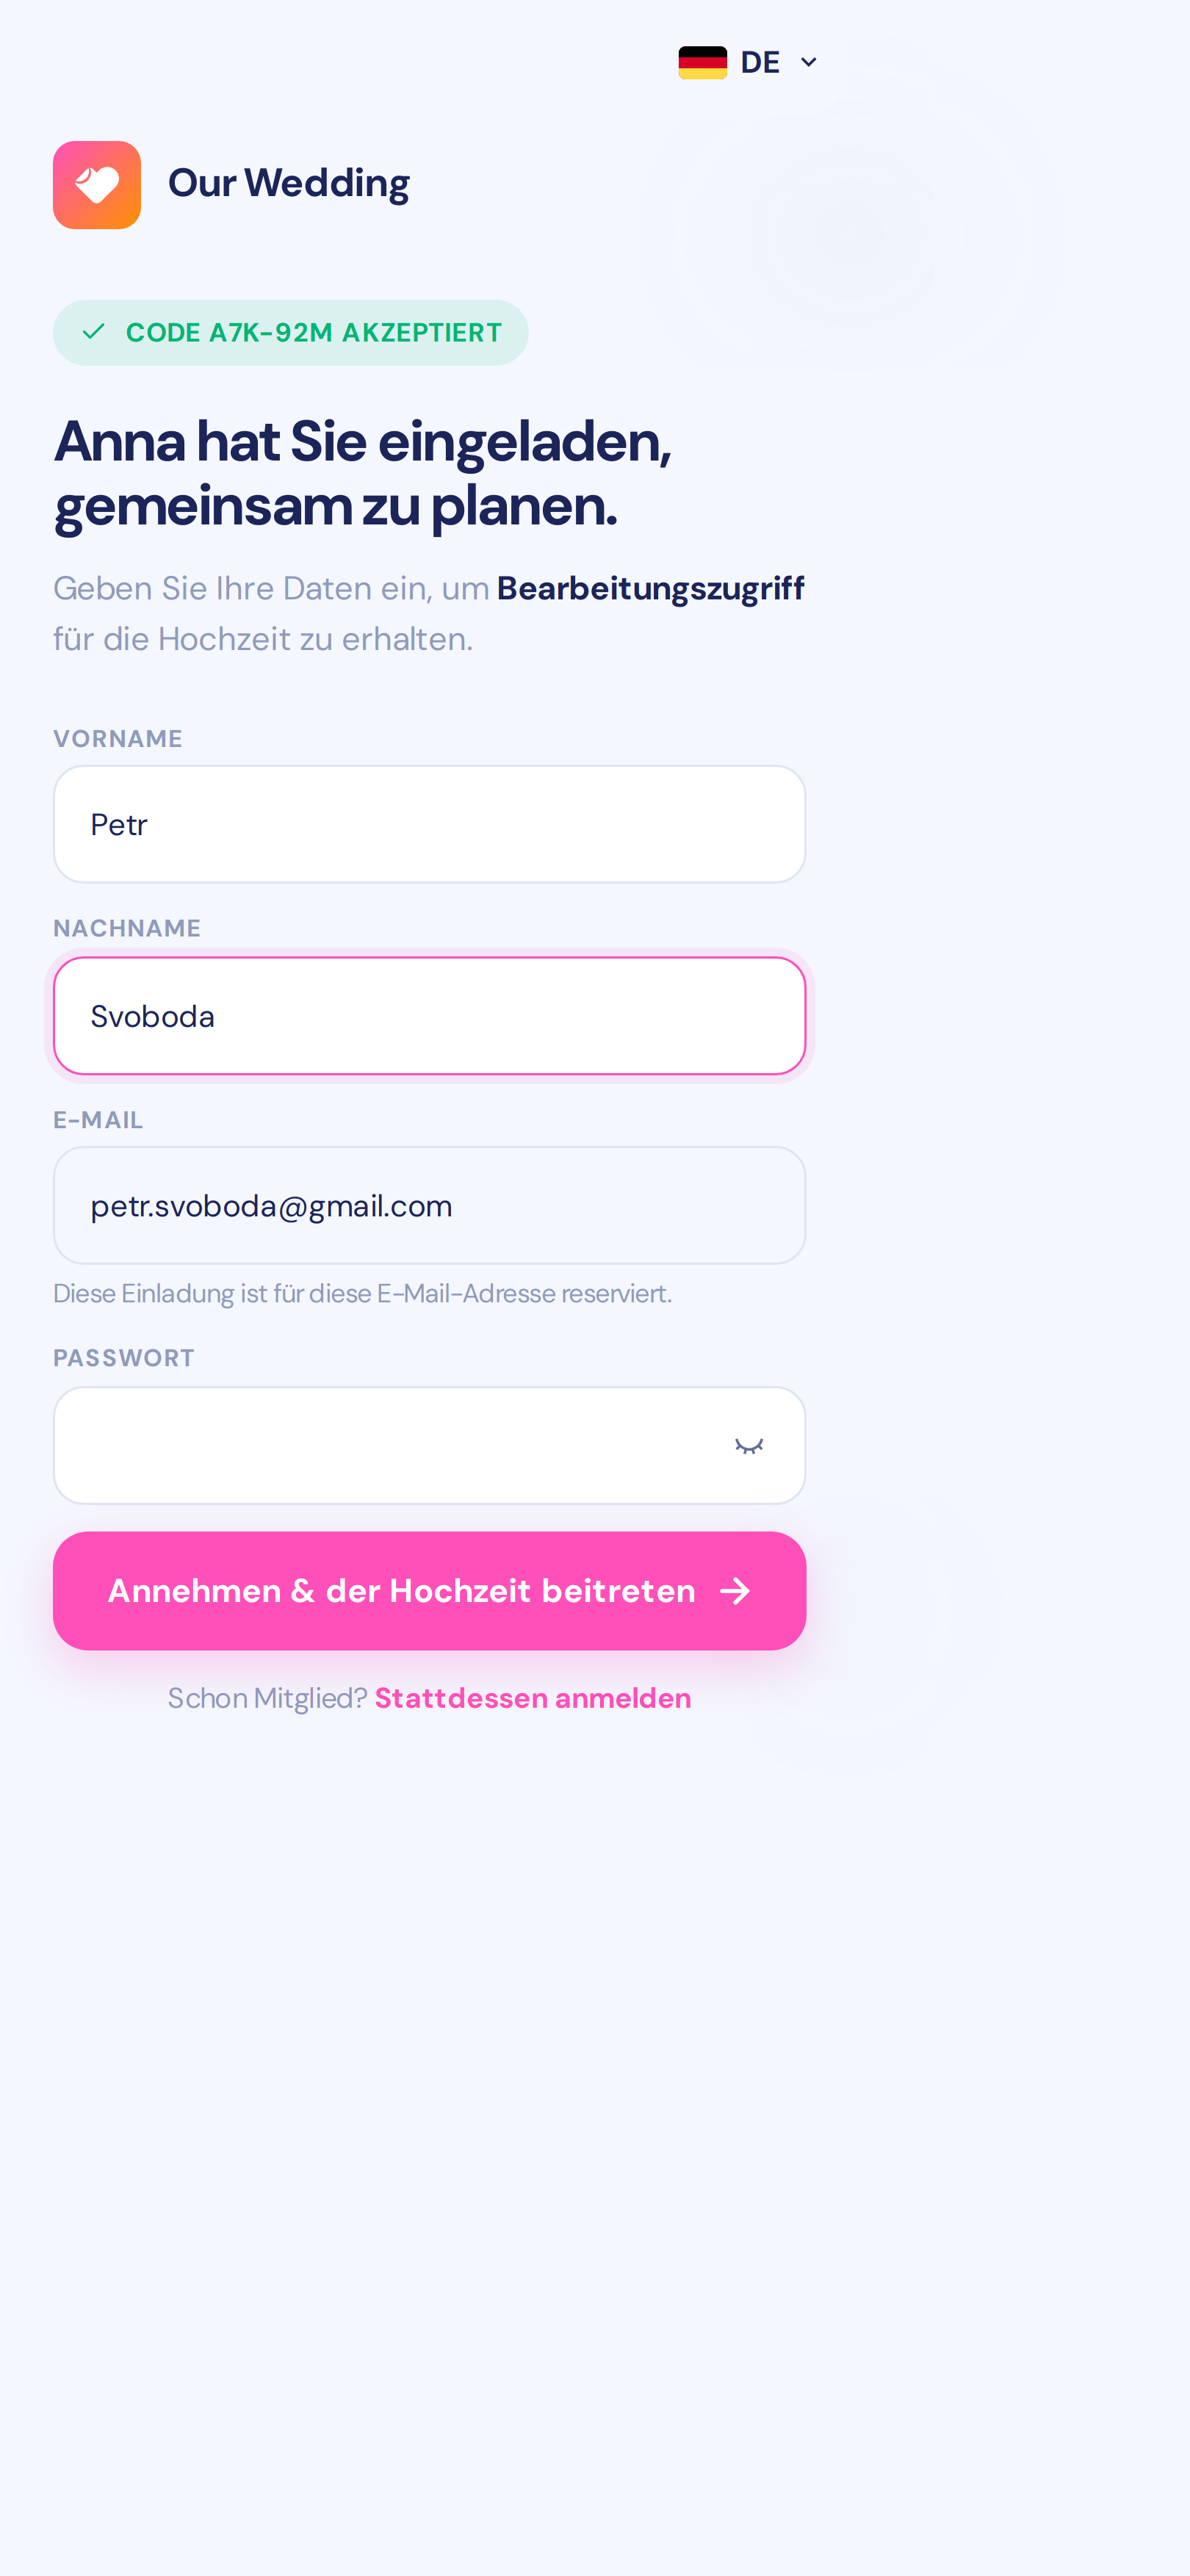 DE
Our Wedding
CODE A7K-92M AKZEPTIERT
Anna hat Sie eingeladen,
gemeinsam zu planen.
Geben Sie Ihre Daten ein, um Bearbeitungszugriff
für die Hochzeit zu erhalten.
VORNAME
Petr
NACHNAME
Svoboda
E-MAIL
petr.svoboda@gmail.com
Diese Einladung ist für diese E-Mail-Adresse reserviert.
PASSWORT
Annehmen & der Hochzeit beitreten
Schon Mitglied? Stattdessen anmelden